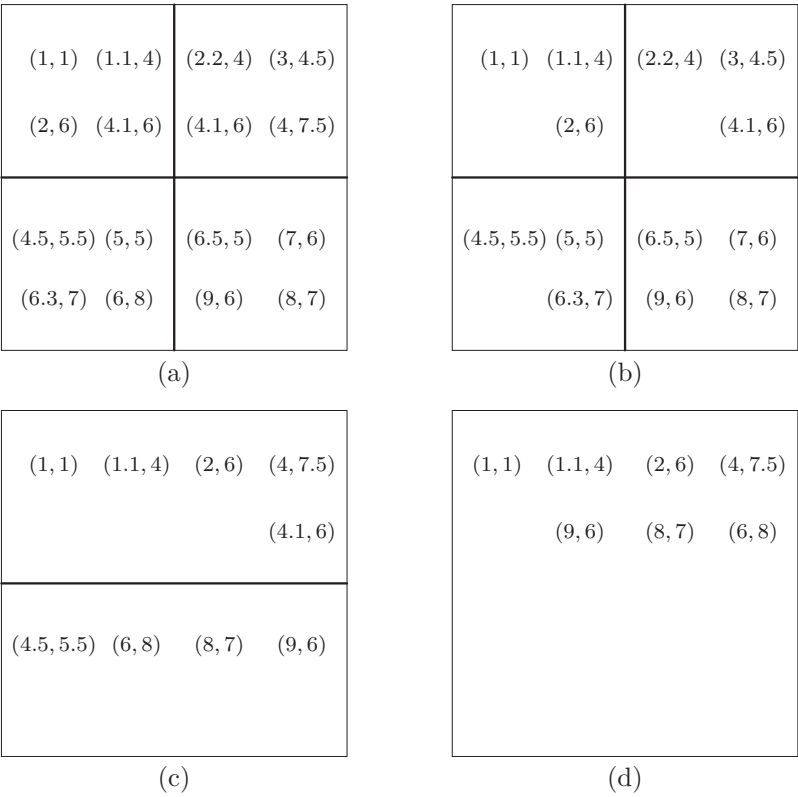 (1, 1) (1.1, 4) (2.2, 4) (3, 4.5)
(2, 6) (4.1, 6) (4.1, 6) (4, 7.5)
(4.5, 5.5) (5, 5) (6.5, 5) (7, 6)
(6.3, 7) (6, 8) (9, 6) (8, 7)
(a)
(1, 1) (1.1, 4) (2.2, 4) (3, 4.5)
(2, 6) (4.1, 6)
(4.5, 5.5) (5, 5) (6.5, 5) (7, 6)
(6.3, 7) (9, 6) (8, 7)
(b)
(1, 1) (1.1, 4) (2, 6) (4, 7.5)
(4.1, 6)
(4.5, 5.5) (6, 8) (8, 7) (9, 6)
(c)
(1, 1) (1.1, 4) (2, 6) (4, 7.5)
(9, 6) (8, 7) (6, 8)
(d)